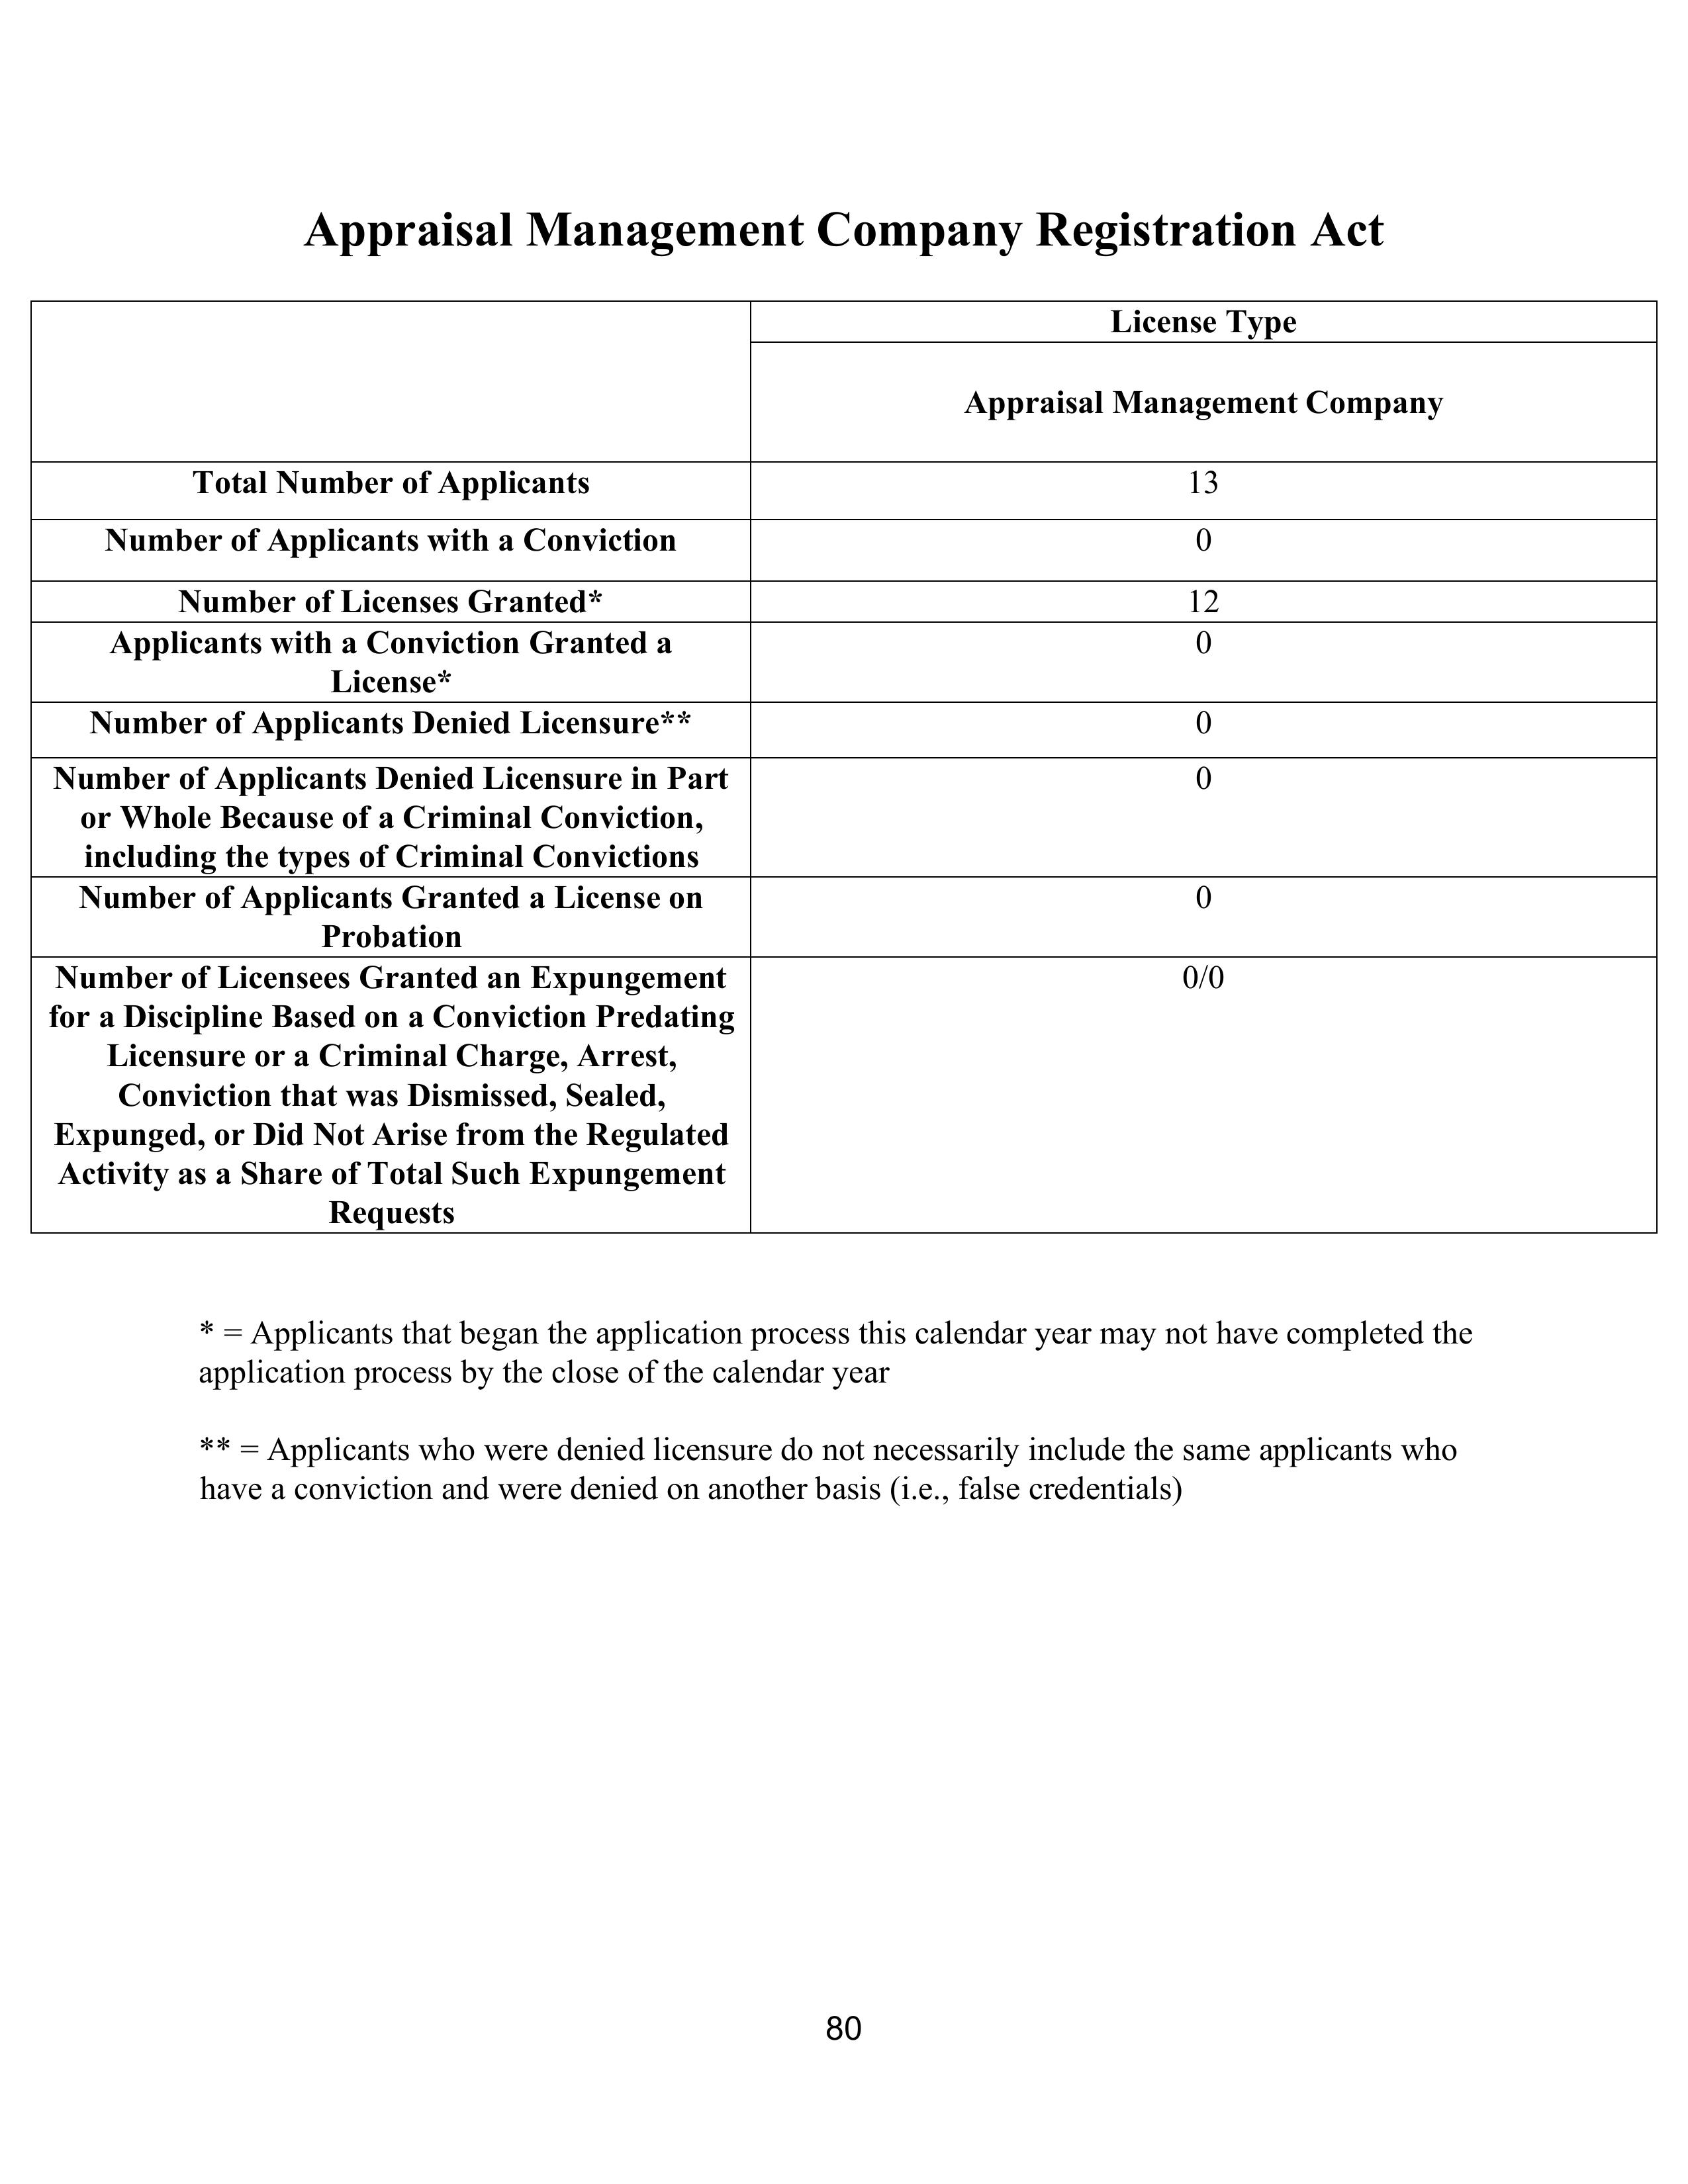 Appraisal Management Company Registration Act
License Type
Appraisal Management Company
Total Number of Applicants
13
Number of Applicants with a Conviction
0
Number of Licenses Granted*
12
Applicants with a Conviction Granted a
License*
0
Number of Applicants Denied Licensure**
0
Number of Applicants Denied Licensure in Part
or Whole Because of a Criminal Conviction,
including the types of Criminal Convictions
0
Number of Applicants Granted a License on
Probation
0
Number of Licensees Granted an Expungement
for a Discipline Based on a Conviction Predating
Licensure or a Criminal Charge, Arrest,
Conviction that was Dismissed, Sealed,
Expunged, or Did Not Arise from the Regulated
Activity as a Share of Total Such Expungement
Requests
0/0
* = Applicants that began the application process this calendar year may not have completed the
application process by the close of the calendar year
** = Applicants who were denied licensure do not necessarily include the same applicants who
have a conviction and were denied on another basis (i.e., false credentials)
80